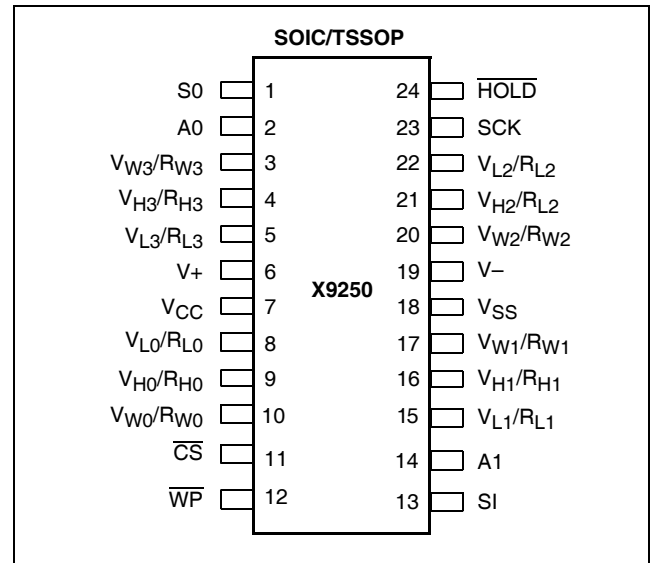 SOIC/TSSOP
S0 1 24 HOLD
A0 2 23 SCK
VW3/RW3 3 22 VL2/RL2
VH3/RH3 4 21 VH2/RL2
VL3/RL3 5 20 VW2/RW2
V+ 6 19 V–
X9250
VCC 7 18 VSS
VL0/RL0 8 17 VW1/RW1
VH0/RH0 9 16 VH1/RH1
VW0/RW0 10 15 VL1/RL1
CS 11 14 A1
WP 12 13 SI